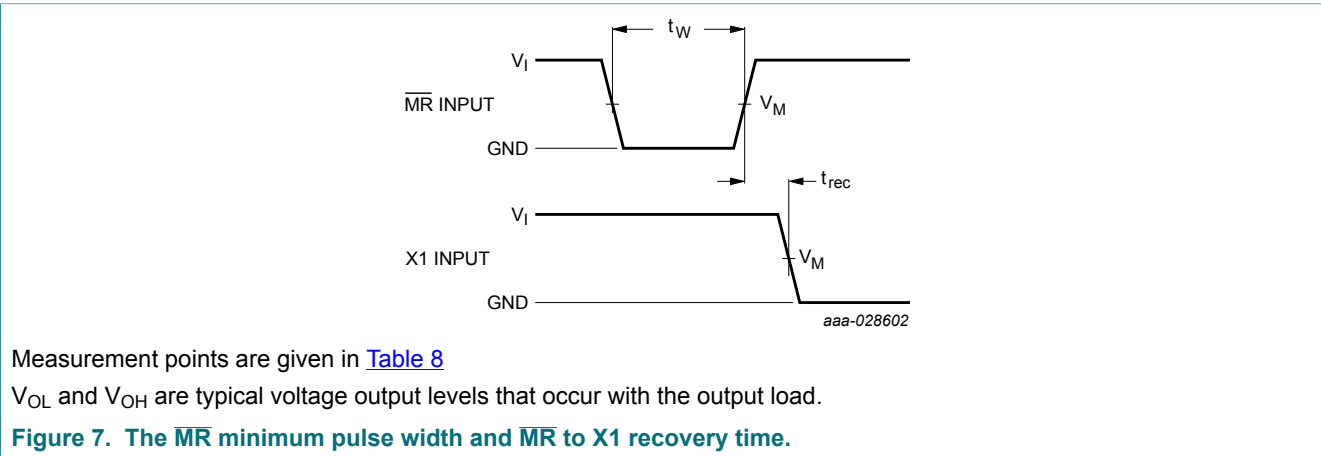 tW
VI
MR INPUT
VM
GND
trec
VI
X1 INPUT
VM
GND
aaa-028602
Measurement points are given in Table 8
VOL and VOH are typical voltage output levels that occur with the output load.
Figure 7. The MR minimum pulse width and MR to X1 recovery time.